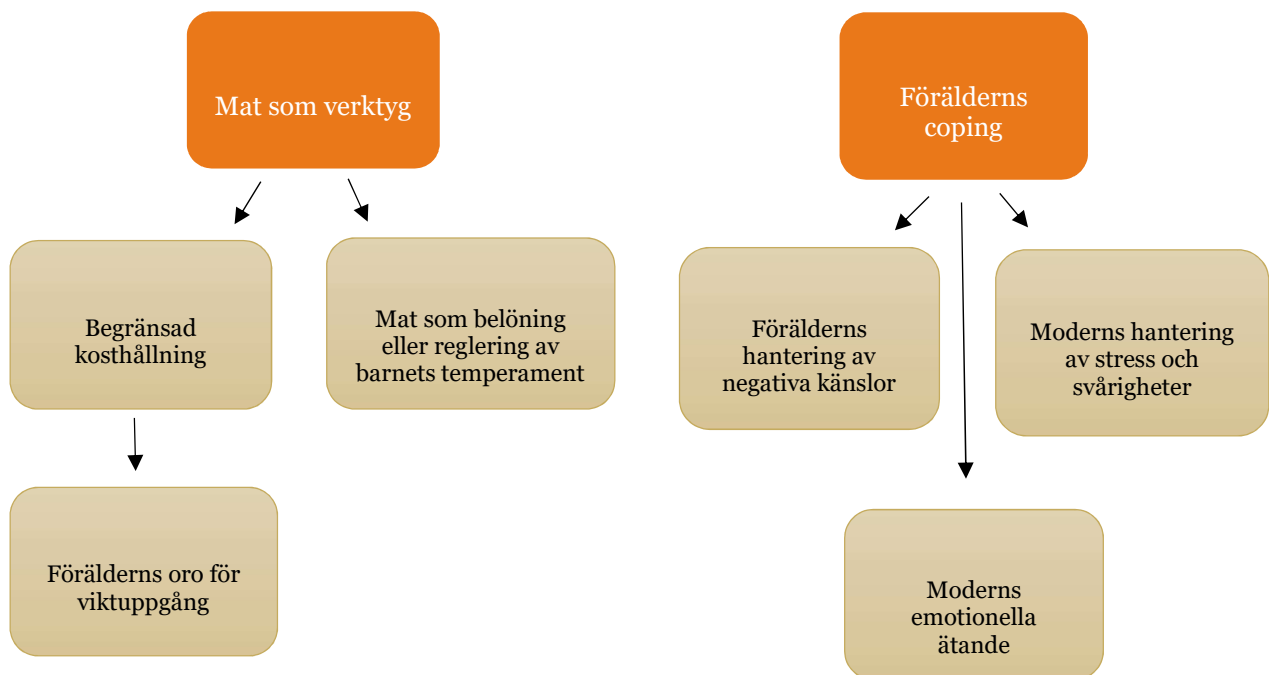 Mat som verktyg
Förälderns
coping
Begränsad
kosthållning
Mat som belöning
eller reglering av
barnets temperament
Förälderns
hantering av
negativa känslor
Moderns hantering
av stress och
svårigheter
Förälderns oro för
viktuppgång
Moderns
emotionella
ätande